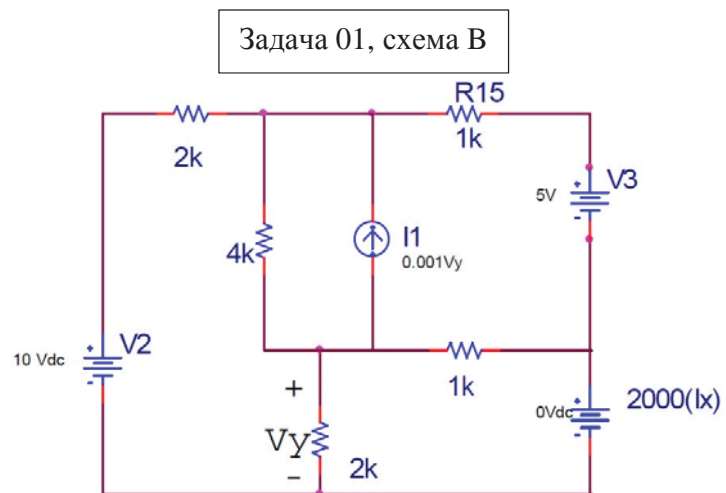 Задача 01, схема В
R15
2k
1k
+
5V
-
V3
4k
I1
0.001Vy
10 Vdc
+
-
V2
1k
+
Vy
-
2k
+
0Vdc
-
2000(Ix)